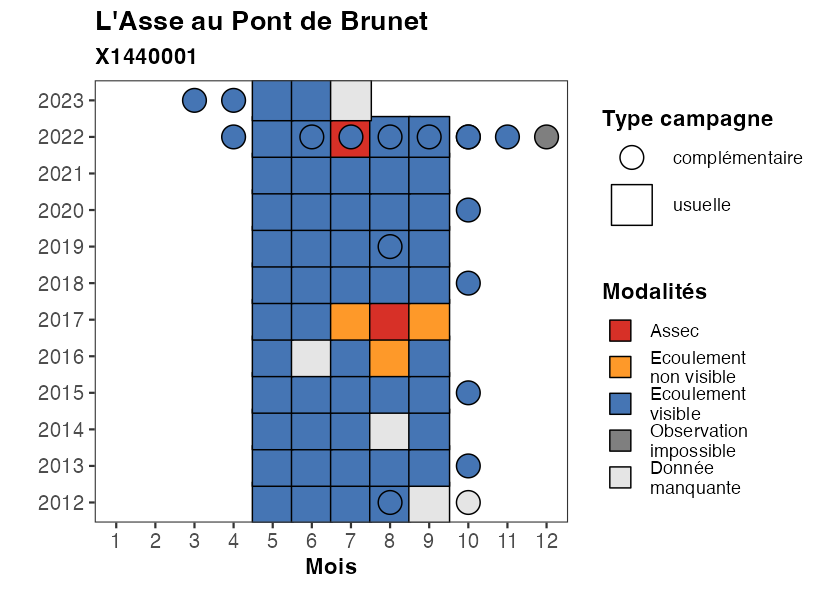 L'Asse au Pont de Brunet
X1440001
2023
2022
2021
2020
2019
2018
2017
2016
2015
2014
2013
2012
1 2 3 4 5 6 7 8 9 10 11 12
Mois
Type campagne
complémentaire
usuelle
Modalités
Assec
Ecoulement
non visible
Ecoulement
visible
Observation
impossible
Donnée
manquante